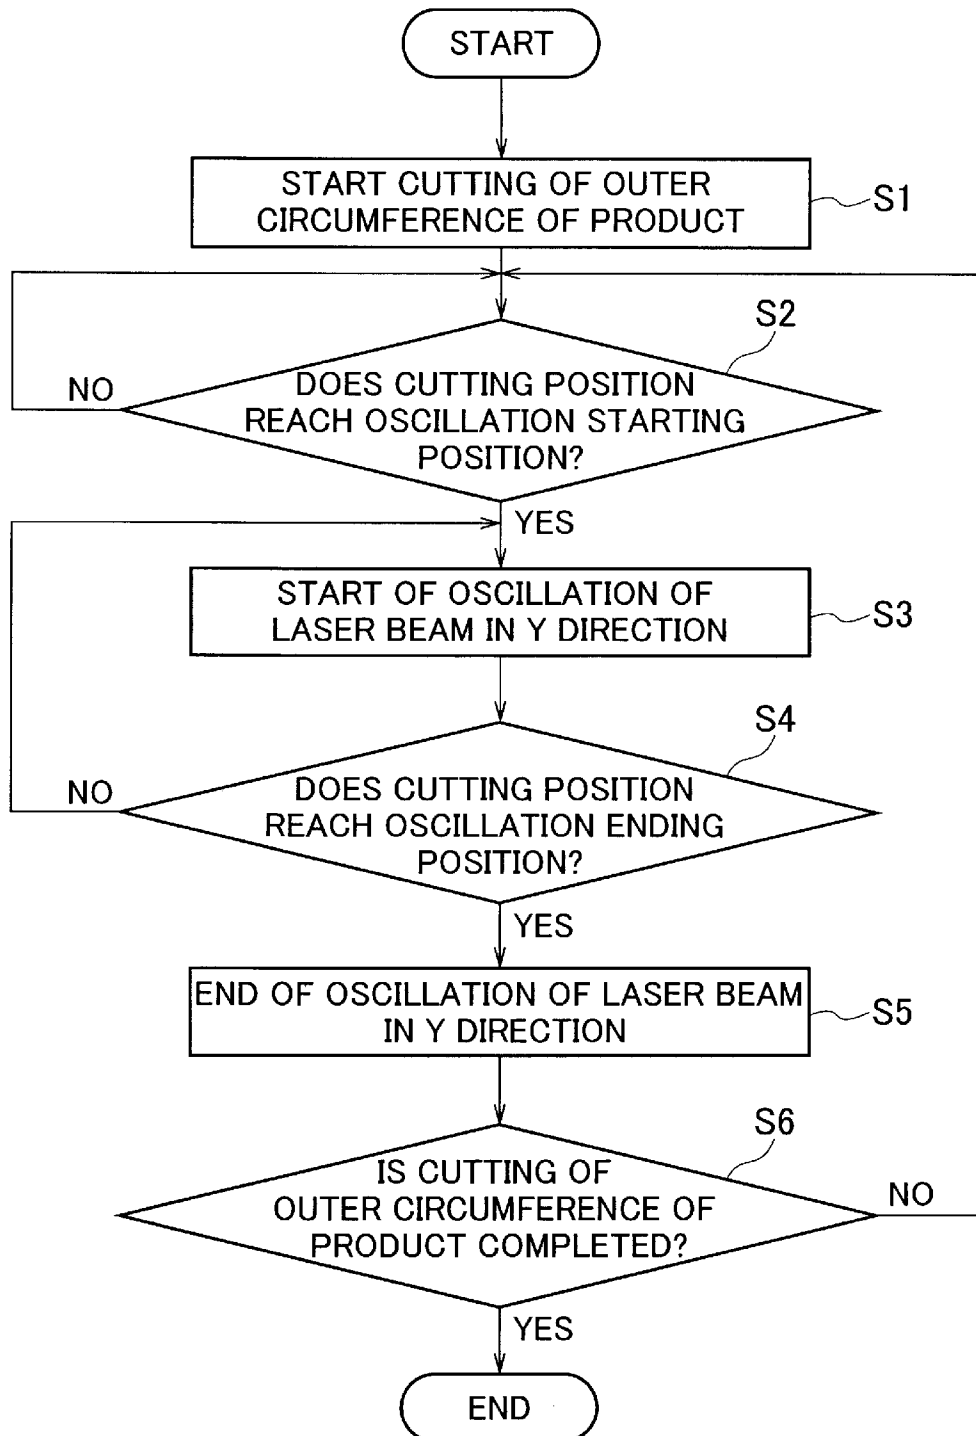 START
START CUTTING OF OUTER
CIRCUMFERENCE OF PRODUCT
S1
S2
DOES CUTTING POSITION
REACH OSCILLATION STARTING
POSITION?
NO
YES
START OF OSCILLATION OF
LASER BEAM IN Y DIRECTION
S3
S4
DOES CUTTING POSITION
REACH OSCILLATION ENDING
POSITION?
NO
YES
END OF OSCILLATION OF LASER BEAM
IN Y DIRECTION
S5
S6
IS CUTTING OF
OUTER CIRCUMFERENCE OF
PRODUCT COMPLETED?
NO
YES
END